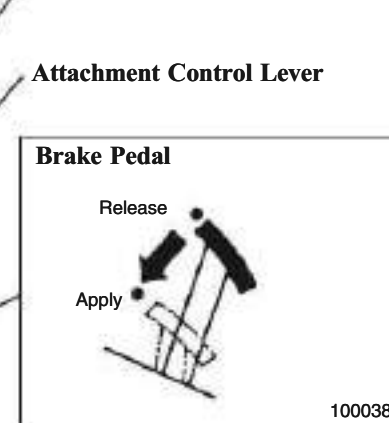 Attachment Control Lever
Brake Pedal
Release
Apply
100038